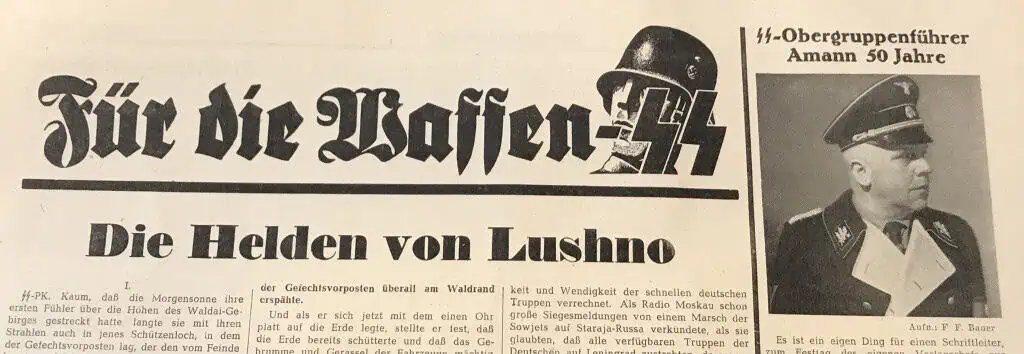 Für die Waffen-SS
Die Helden von Lushno
I.
SS-PK. Kaum, daß die Morgensonne ihre
ersten Fühler über die Höhen des Waldai-Ge-
birges gestreckt hatte langte sie mit ihren
Strahlen auch in jenes Schützenloch, in dem
der Gefechtsvorposten lag, der den vom Feinde
der Gefechtsvorposten überall am Waldrand
erspähte.
Und als er sich jetzt mit dem einen Ohr
platt auf die Erde legte, stellte er fest, daß
die Erde bereits schütterte und daß das Ge-
brumme und Gerassel der Fahrzeuge mächtig
keit und Wendigkeit der schnellen deutschen
Truppen verrechnet. Als Radio Moskau schon
große Siegesmeldungen von einem Marsch der
Sowjets auf Staraja-Russa verkündete, als sie
glaubten, daß alle verfügbaren Truppen der
Deutschen auf Leningrad
SS-Obergruppenführer
Amann 50 Jahre
Aufn.: F. F. Bauer
Es ist ein eigen Ding für einen Schriftleiter,
zum Festtag